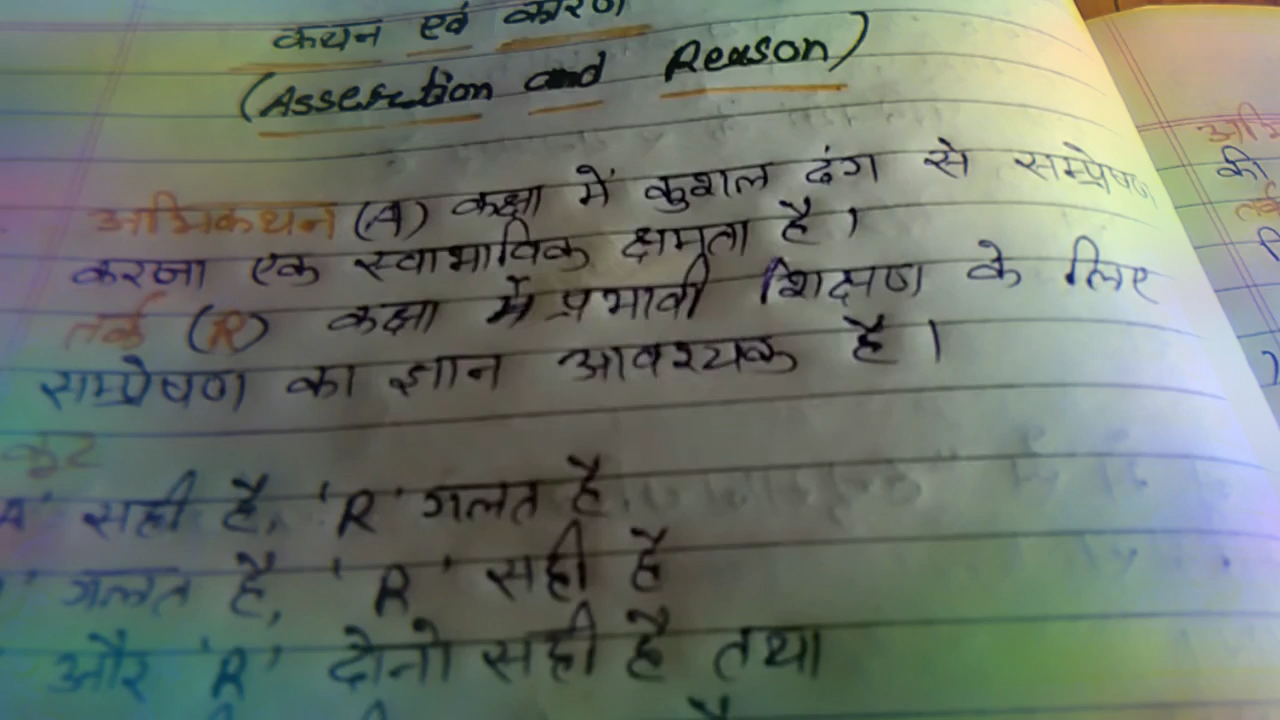 कथन एवं कारण
(Assertion and Reason)
अभिकथन (A) कक्षा में कुशल ढंग से सम्प्रेषण
करना एक स्वाभाविक क्षमता है।
तर्क (R) कक्षा में प्रभावी शिक्षण के लिए
सम्प्रेषण का ज्ञान आवश्यक है।
कूट
A' सही है, 'R' गलत है
' गलत है, 'R' सही है
' और 'R' दोनो सही है तथा